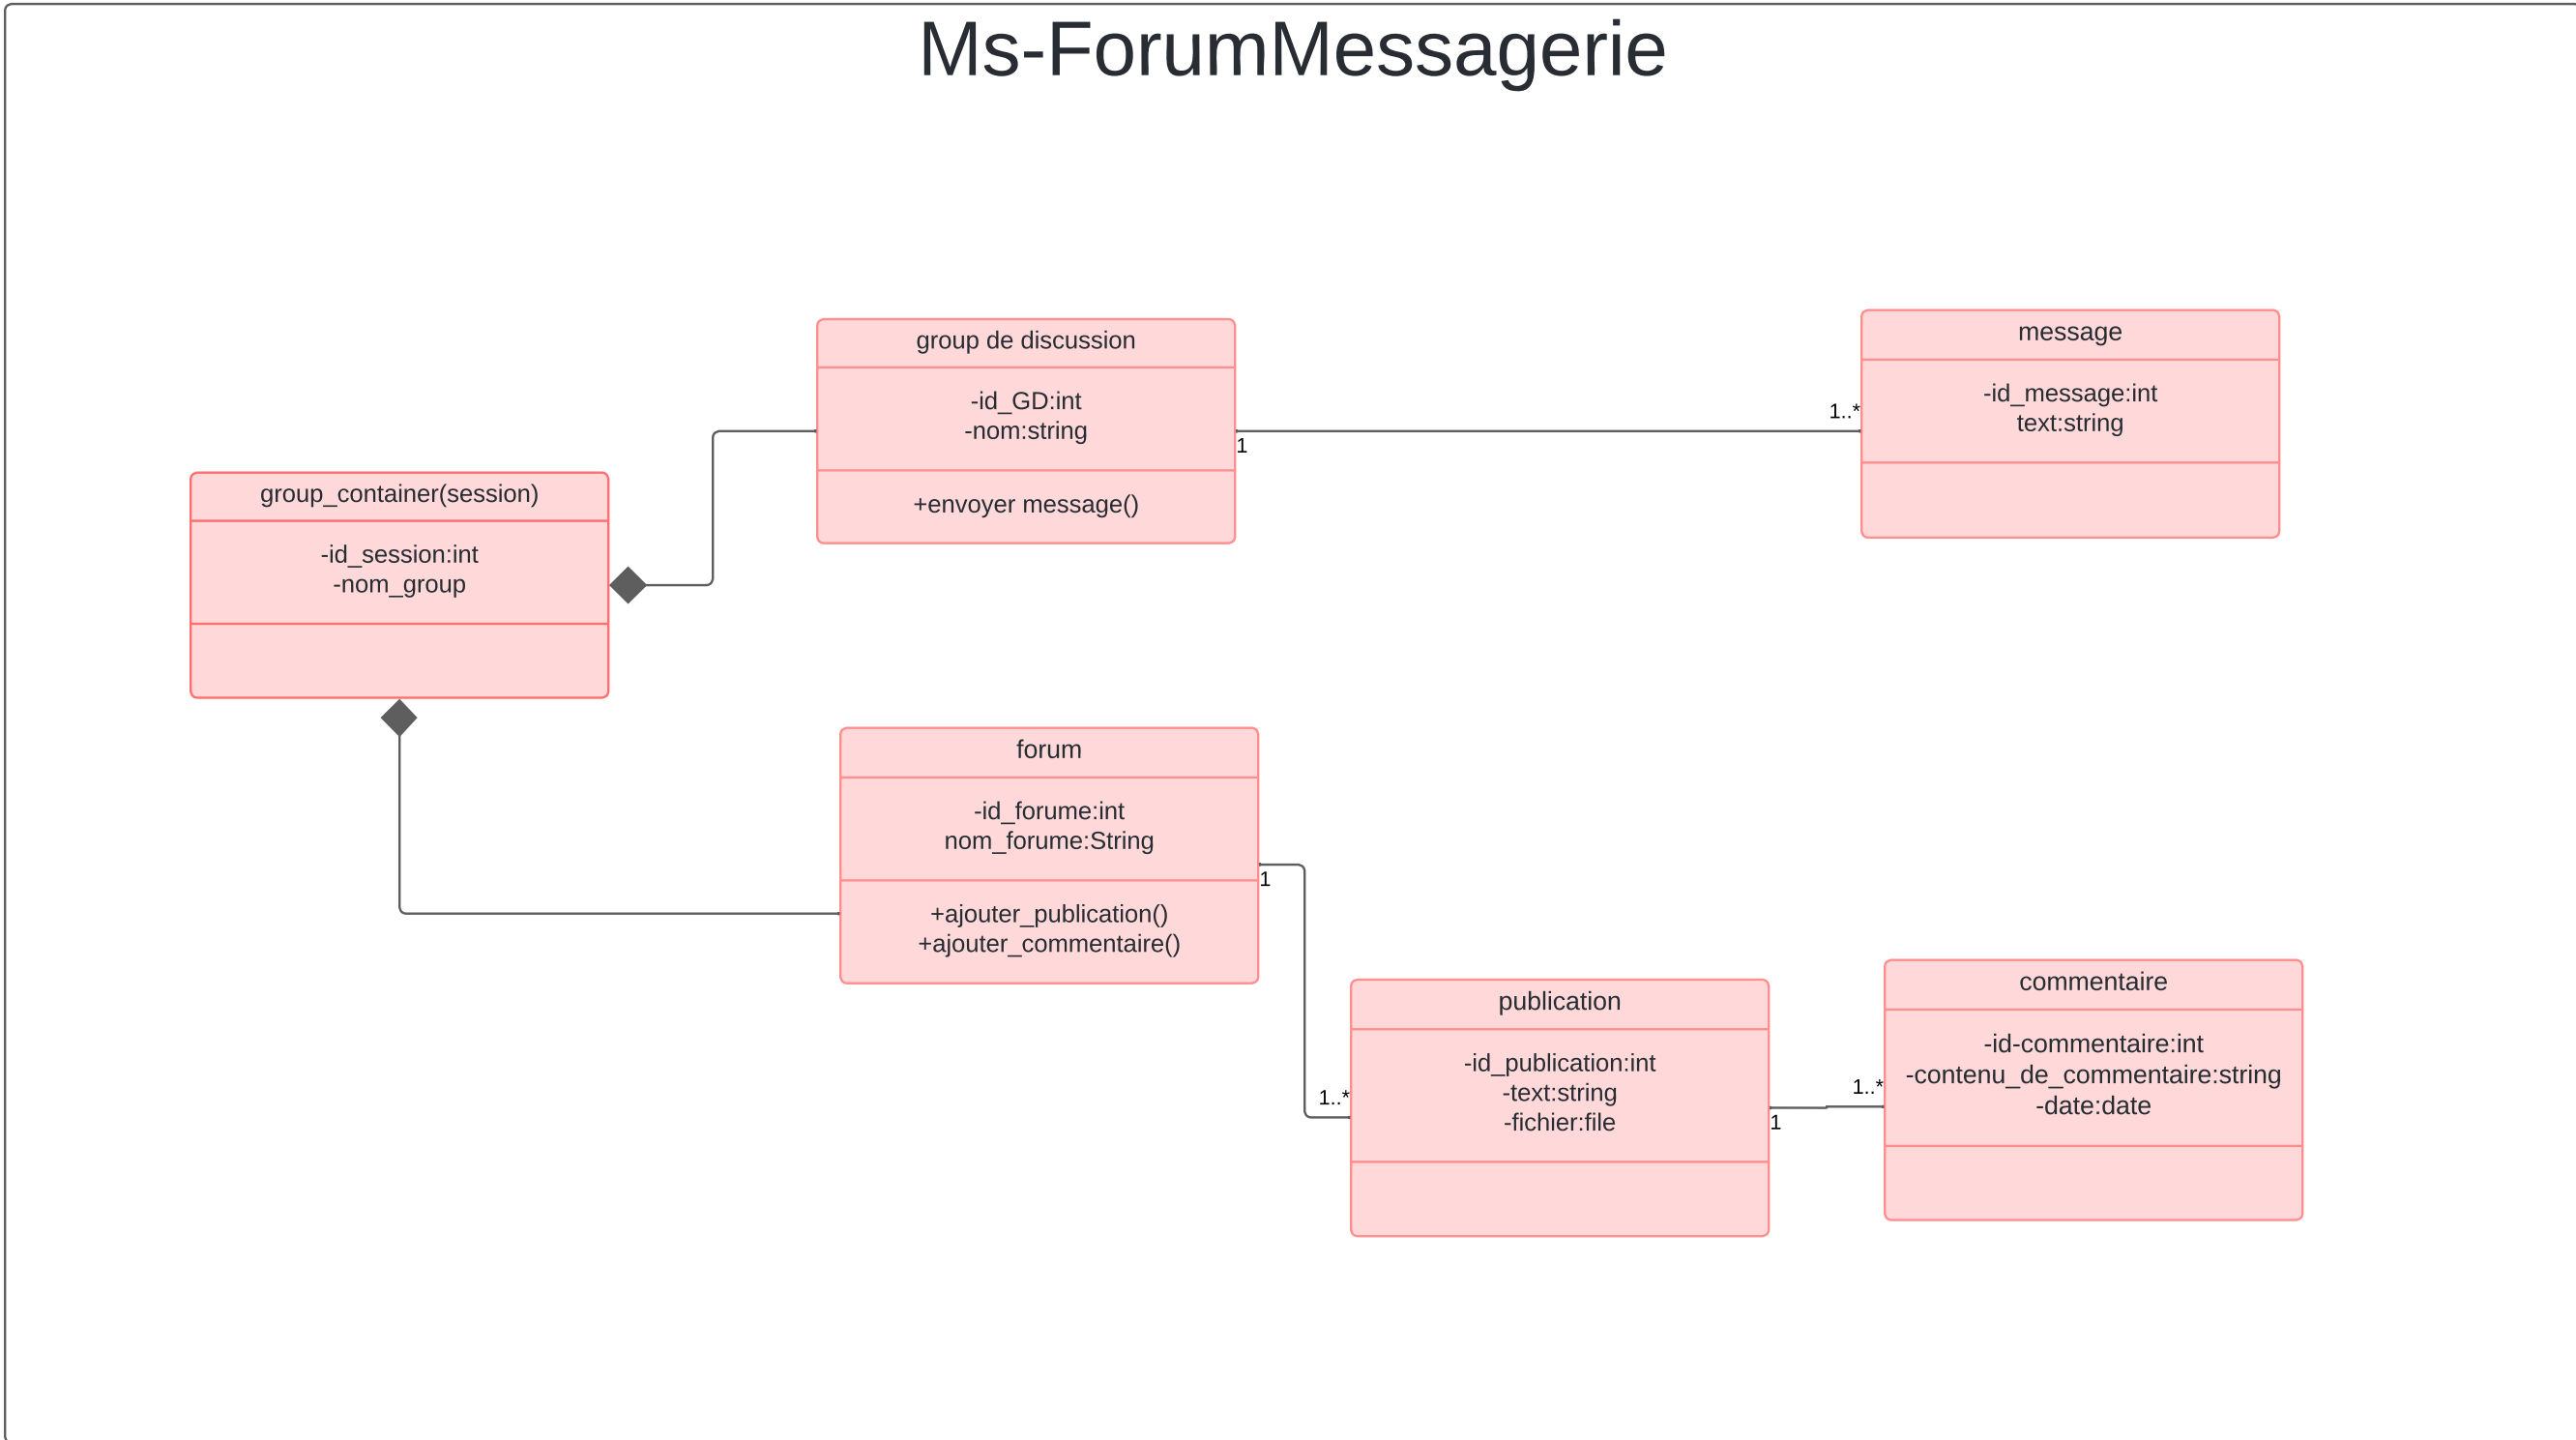 Ms-ForumMessagerie
group de discussion
-id_GD:int
-nom:string
+envoyer message()
1
1..*
message
-id_message:int
text:string
group_container(session)
-id_session:int
-nom_group
forum
-id_forume:int
nom_forume:String
+ajouter_publication()
+ajouter_commentaire()
1
1..*
publication
-id_publication:int
-text:string
-fichier:file
1
1..*
commentaire
-id-commentaire:int
-contenu_de_commentaire:string
-date:date